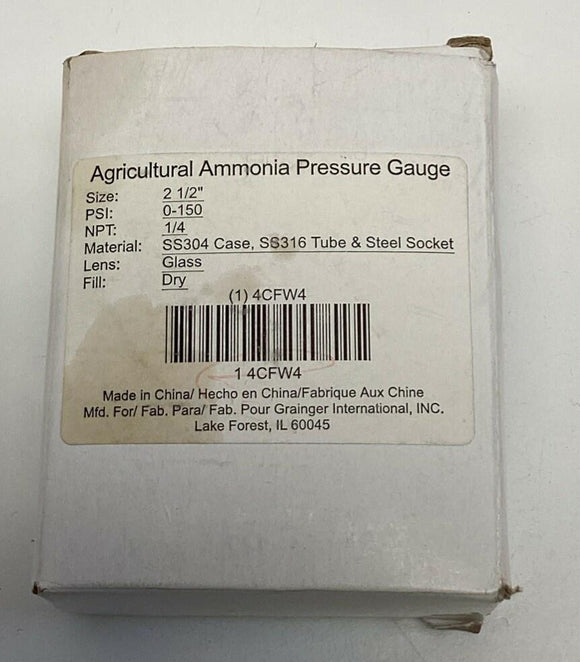 Agricultural Ammonia Pressure Gauge
Size: 2 1/2"
PSI: 0-150
NPT: 1/4
Material: SS304 Case, SS316 Tube & Steel Socket
Lens: Glass
Fill: Dry
(1) 4CFW4
1 4CFW4
Made in China/ Hecho en China/Fabrique Aux Chine
Mfd. For/ Fab. Para/ Fab. Pour Grainger International, INC.
Lake Forest, IL 60045